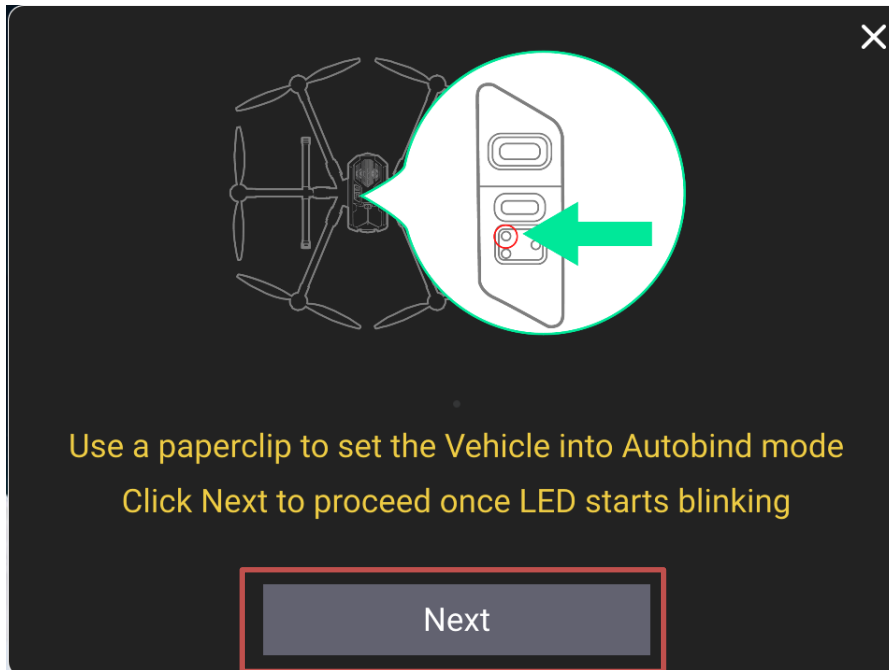 Use a paperclip to set the Vehicle into Autobind mode
Click Next to proceed once LED starts blinking
Next